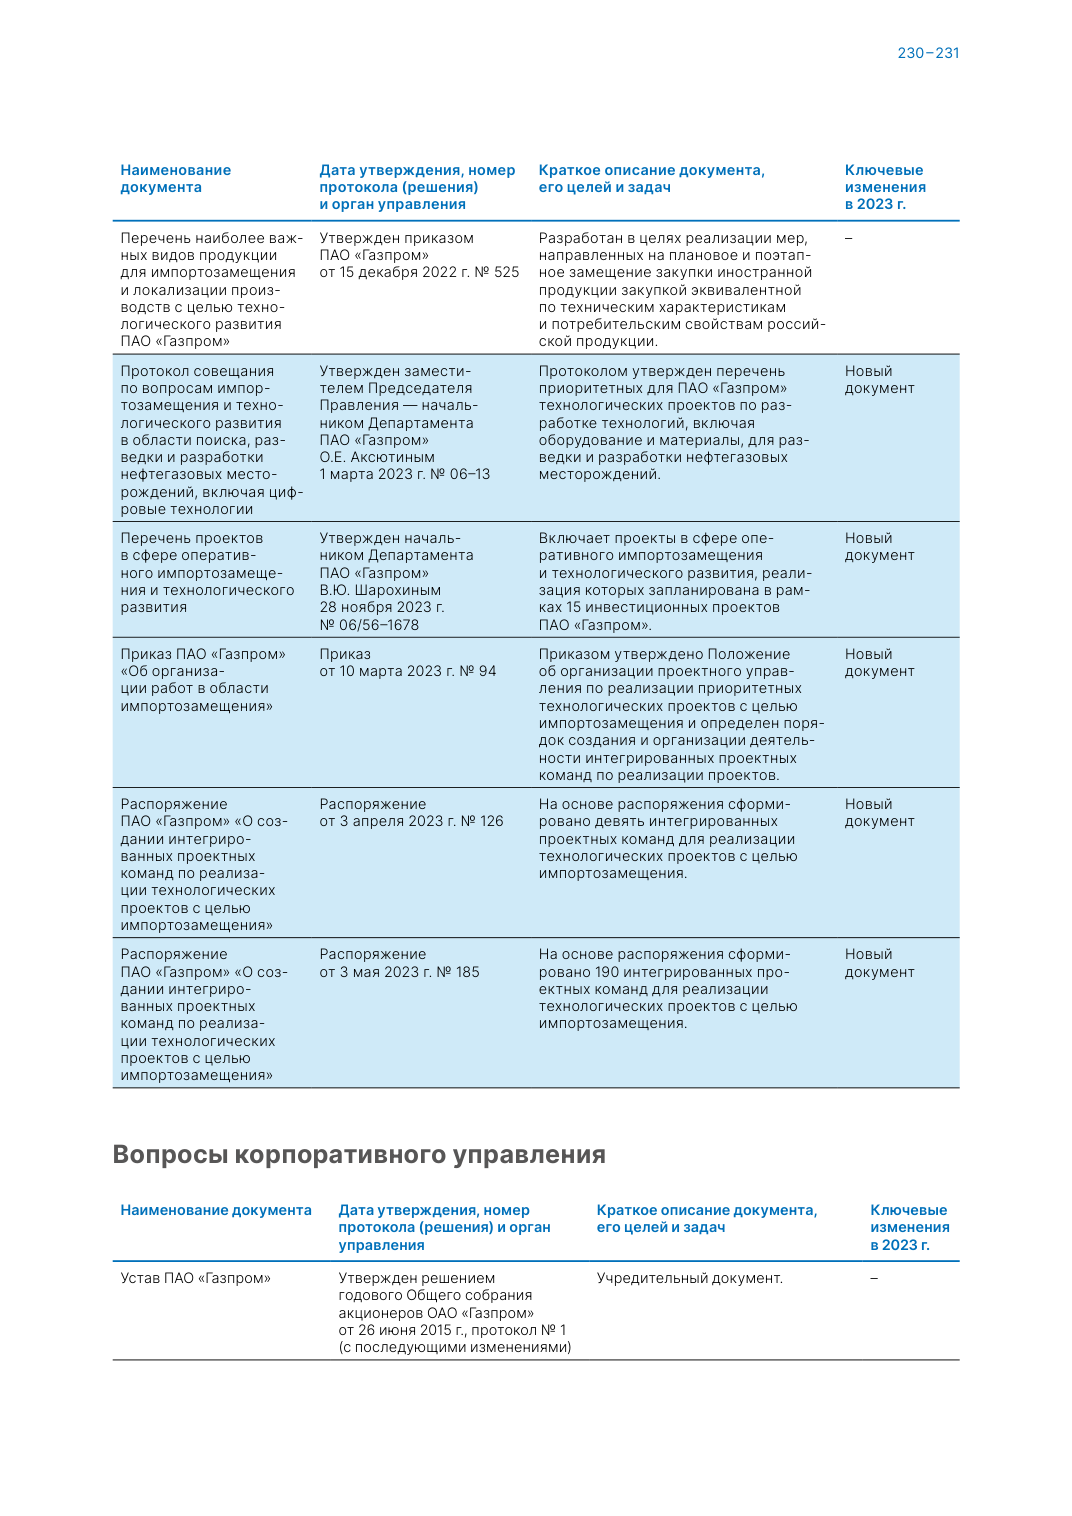 230–231
Наименование
документа
Дата утверждения, номер
протокола (решения)
и орган управления
Краткое описание документа,
его целей и задач
Ключевые
изменения
в 2023 г.
Перечень наиболее важ-
ных видов продукции
для импортозамещения
и локализации произ-
водств с целью техно-
логического развития
ПАО «Газпром»
Утвержден приказом
ПАО «Газпром»
от 15 декабря 2022 г. № 525
Разработан в целях реализации мер,
направленных на плановое и поэтап-
ное замещение закупки иностранной
продукции закупкой эквивалентной
по техническим характеристикам
и потребительским свойствам россий-
ской продукции.
–
Протокол совещания
по вопросам импор-
тозамещения и техно-
логического развития
в области поиска, раз-
ведки и разработки
нефтегазовых место-
рождений, включая циф-
ровые технологии
Утвержден замести-
телем Председателя
Правления — началь-
ником Департамента
ПАО «Газпром»
О.Е. Аксютиным
1 марта 2023 г. № 06–13
Протоколом утвержден перечень
приоритетных для ПАО «Газпром»
технологических проектов по раз-
работке технологий, включая
оборудование и материалы, для раз-
ведки и разработки нефтегазовых
месторождений.
Новый
документ
Перечень проектов
в сфере оператив-
ного импортозамеще-
ния и технологического
развития
Утвержден началь-
ником Департамента
ПАО «Газпром»
В.Ю. Шарохиным
28 ноября 2023 г.
№ 06/56–1678
Включает проекты в сфере опе-
ративного импортозамещения
и технологического развития, реали-
зация которых запланирована в рам-
ках 15 инвестиционных проектов
ПАО «Газпром».
Новый
документ
Приказ ПАО «Газпром»
«Об организа-
ции работ в области
импортозамещения»
Приказ
от 10 марта 2023 г. № 94
Приказом утверждено Положение
об организации проектного управ-
ления по реализации приоритетных
технологических проектов с целью
импортозамещения и определен поря-
док создания и организации деятель-
ности интегрированных проектных
команд по реализации проектов.
Новый
документ
Распоряжение
ПАО «Газпром» «О соз-
дании интегриро-
ванных проектных
команд по реализа-
ции технологических
проектов с целью
импортозамещения»
Распоряжение
от 3 апреля 2023 г. № 126
На основе распоряжения сформи-
ровано девять интегрированных
проектных команд для реализации
технологических проектов с целью
импортозамещения.
Новый
документ
Распоряжение
ПАО «Газпром» «О соз-
дании интегриро-
ванных проектных
команд по реализа-
ции технологических
проектов с целью
импортозамещения»
Распоряжение
от 3 мая 2023 г. № 185
На основе распоряжения сформи-
ровано 190 интегрированных про-
ектных команд для реализации
технологических проектов с целью
импортозамещения.
Новый
документ
Вопросы корпоративного управления
Наименование документа
Дата утверждения, номер
протокола (решения) и орган
управления
Краткое описание документа,
его целей и задач
Ключевые
изменения
в 2023 г.
Устав ПАО «Газпром»
Утвержден решением
годового Общего собрания
акционеров ОАО «Газпром»
от 26 июня 2015 г., протокол № 1
(с последующими изменениями)
Учредительный документ.
–